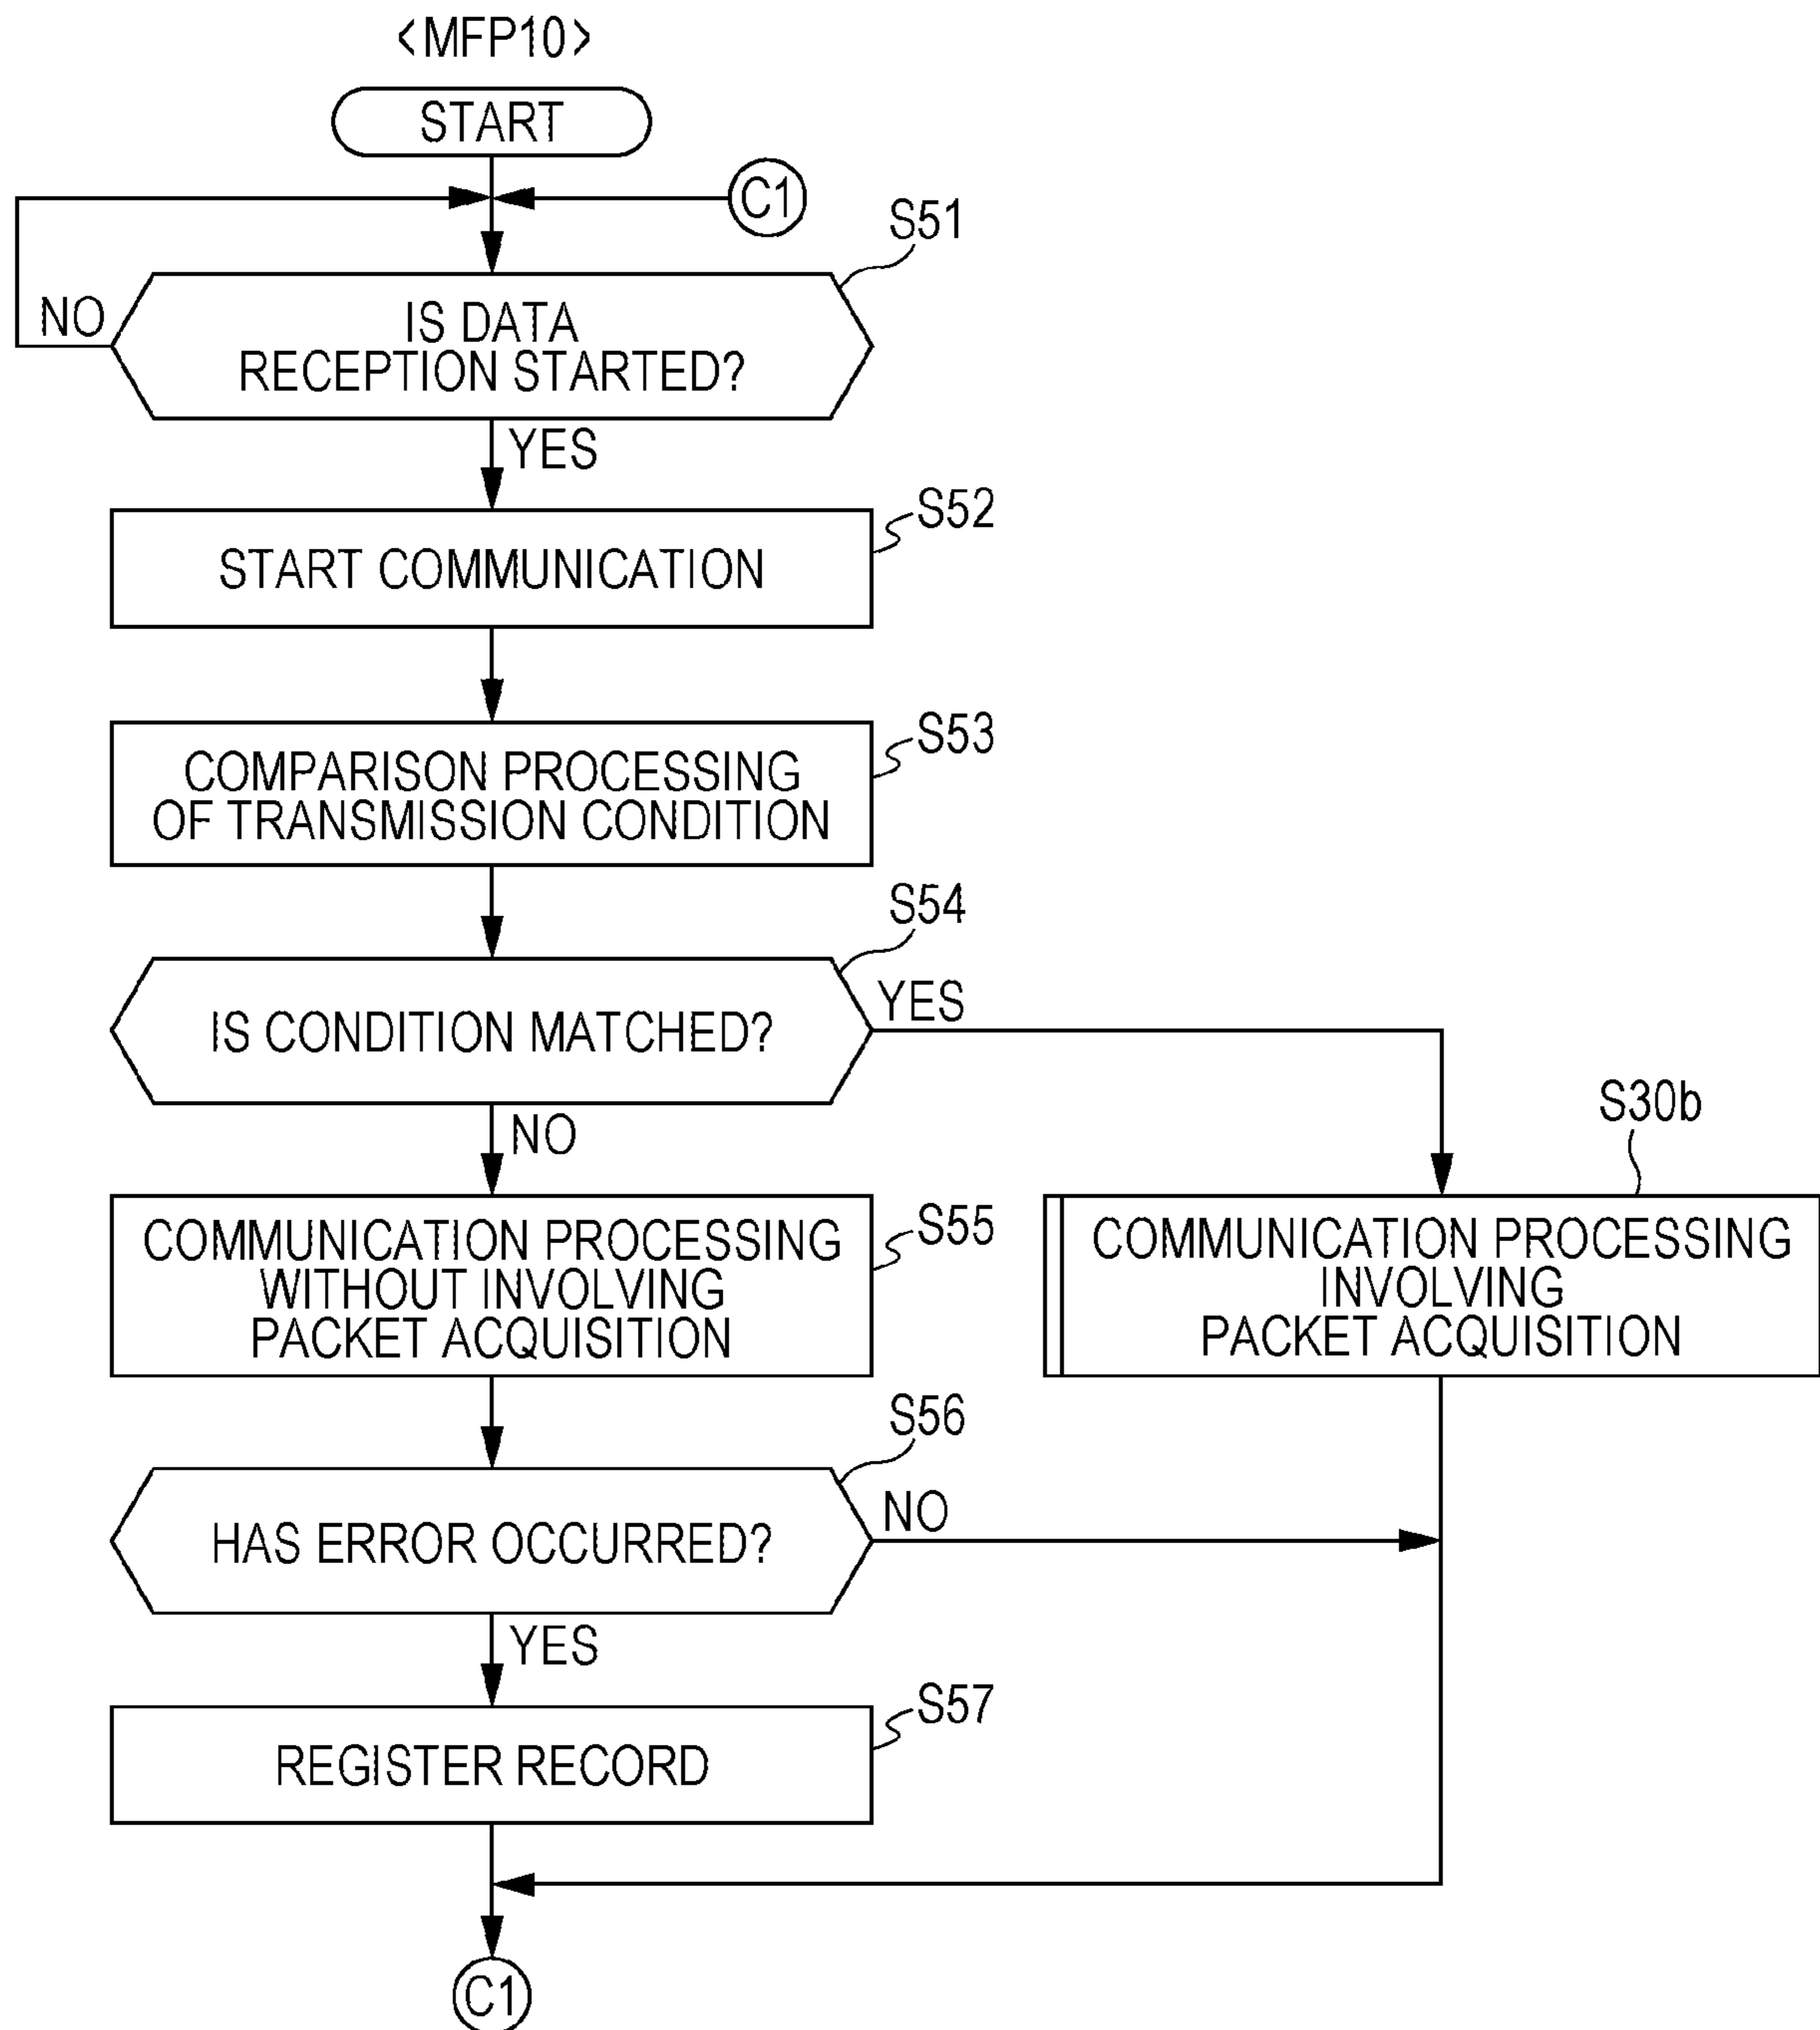 <MFP10>
START
C1
S51
NO
IS DATA
RECEPTION STARTED?
YES
S52
START COMMUNICATION
S53
COMPARISON PROCESSING
OF TRANSMISSION CONDITION
S54
YES
IS CONDITION MATCHED?
NO
S30b
S55
COMMUNICATION PROCESSING
WITHOUT INVOLVING
PACKET ACQUISITION
COMMUNICATION PROCESSING
INVOLVING
PACKET ACQUISITION
S56
NO
HAS ERROR OCCURRED?
YES
S57
REGISTER RECORD
C1